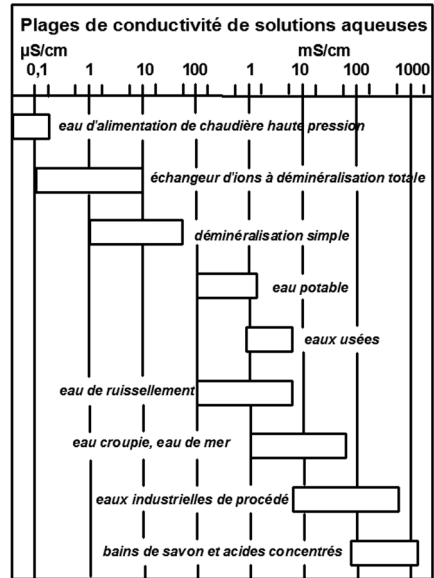 Plages de conductivité de solutions aqueuses
µS/cm mS/cm
0,1 1 10 100 1 10 100 1000
eau d'alimentation de chaudière haute pression
échangeur d'ions à déminéralisation totale
déminéralisation simple
eau potable
eaux usées
eau de ruissellement
eau croupie, eau de mer
eaux industrielles de procédé
bains de savon et acides concentrés